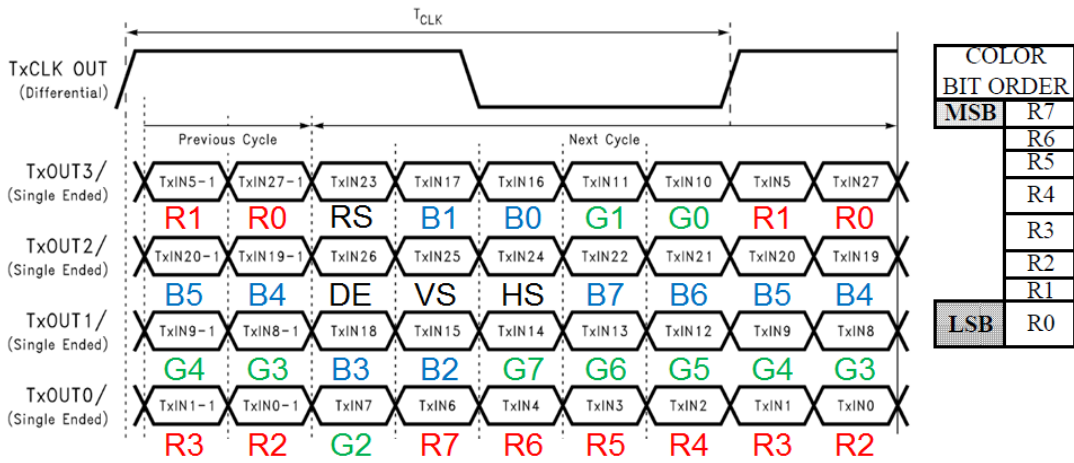 T_CLK
TxCLK OUT
(Differential)
Previous Cycle Next Cycle
TxOUT3/
(Single Ended)
TxIN5-1 TxIN27-1 TxIN23 TxIN17 TxIN16 TxIN11 TxIN10 TxIN5 TxIN27
R1 R0 RS B1 B0 G1 G0 R1 R0
TxOUT2/
(Single Ended)
TxIN20-1 TxIN19-1 TxIN26 TxIN25 TxIN24 TxIN22 TxIN21 TxIN20 TxIN19
B5 B4 DE VS HS B7 B6 B5 B4
TxOUT1/
(Single Ended)
TxIN9-1 TxIN8-1 TxIN18 TxIN15 TxIN14 TxIN13 TxIN12 TxIN9 TxIN8
G4 G3 B3 B2 G7 G6 G5 G4 G3
TxOUT0/
(Single Ended)
TxIN1-1 TxIN0-1 TxIN7 TxIN6 TxIN4 TxIN3 TxIN2 TxIN1 TxIN0
R3 R2 G2 R7 R6 R5 R4 R3 R2
COLOR
BIT ORDER
MSB R7
R6
R5
R4
R3
R2
R1
LSB R0